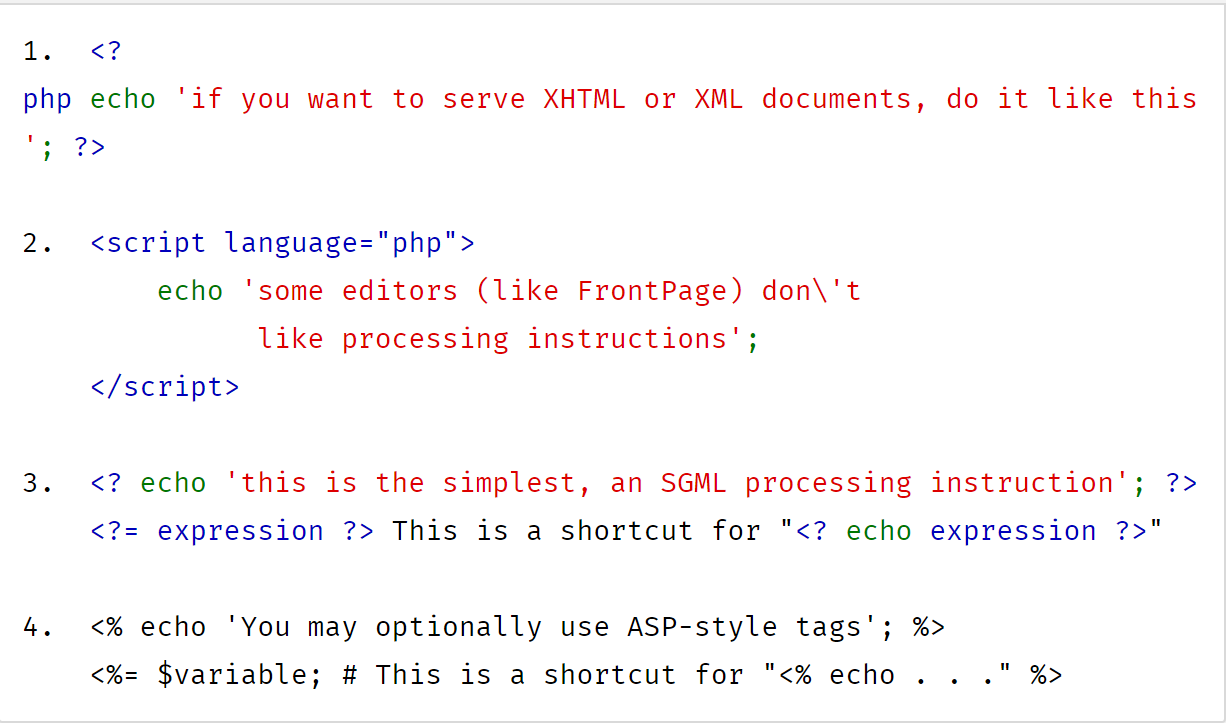 1.  <?
php echo 'if you want to serve XHTML or XML documents, do it like this
'; ?>
2.  <script language="php">
        echo 'some editors (like FrontPage) don\'t
              like processing instructions';
    </script>
3.  <? echo 'this is the simplest, an SGML processing instruction'; ?>
    <?= expression ?> This is a shortcut for "<? echo expression ?>"
4.  <% echo 'You may optionally use ASP-style tags'; %>
    <%= $variable; # This is a shortcut for "<% echo . . ." %>